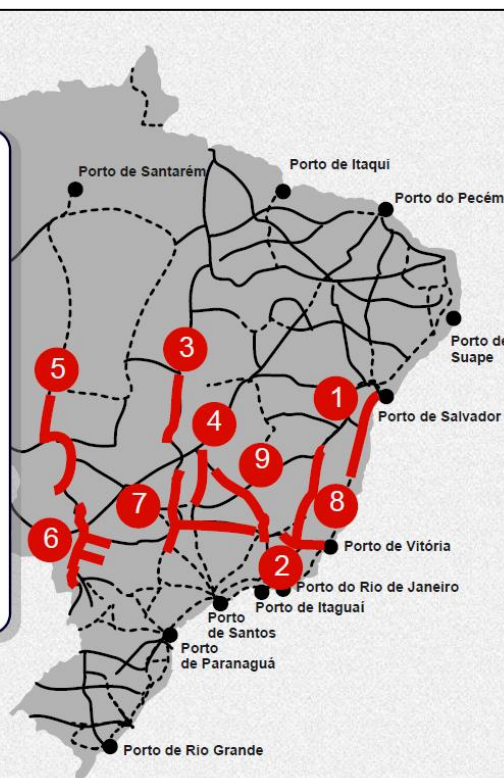 Porto de Santarém
Porto de Itaqui
Porto do Pecém
Porto de
Suape
3
5
1
Porto de Salvador
4
9
7
8
6
Porto de Vitória
2
Porto do Rio de Janeiro
Porto de Itaguaí
Porto
de Santos
Porto
de Paranaguá
Porto de Rio Grande